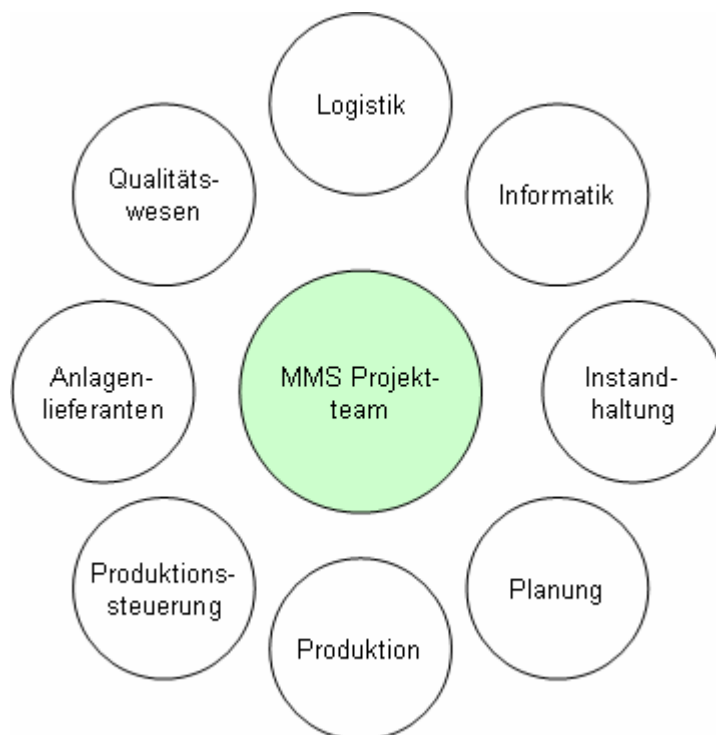 Logistik
Qualitäts-
wesen
Informatik
Anlagen-
lieferanten
MMS Projekt-
team
Instand-
haltung
Produktions-
steuerung
Planung
Produktion